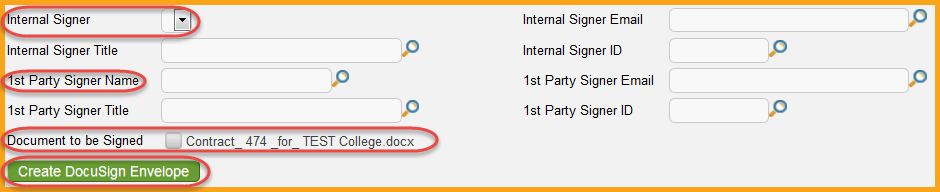 Internal Signer Internal Signer Email
Internal Signer Title Internal Signer ID
1st Party Signer Name 1st Party Signer Email
1st Party Signer Title 1st Party Signer ID
Document to be Signed Contract_ 474 _for_ TEST College.docx
Create DocuSign Envelope